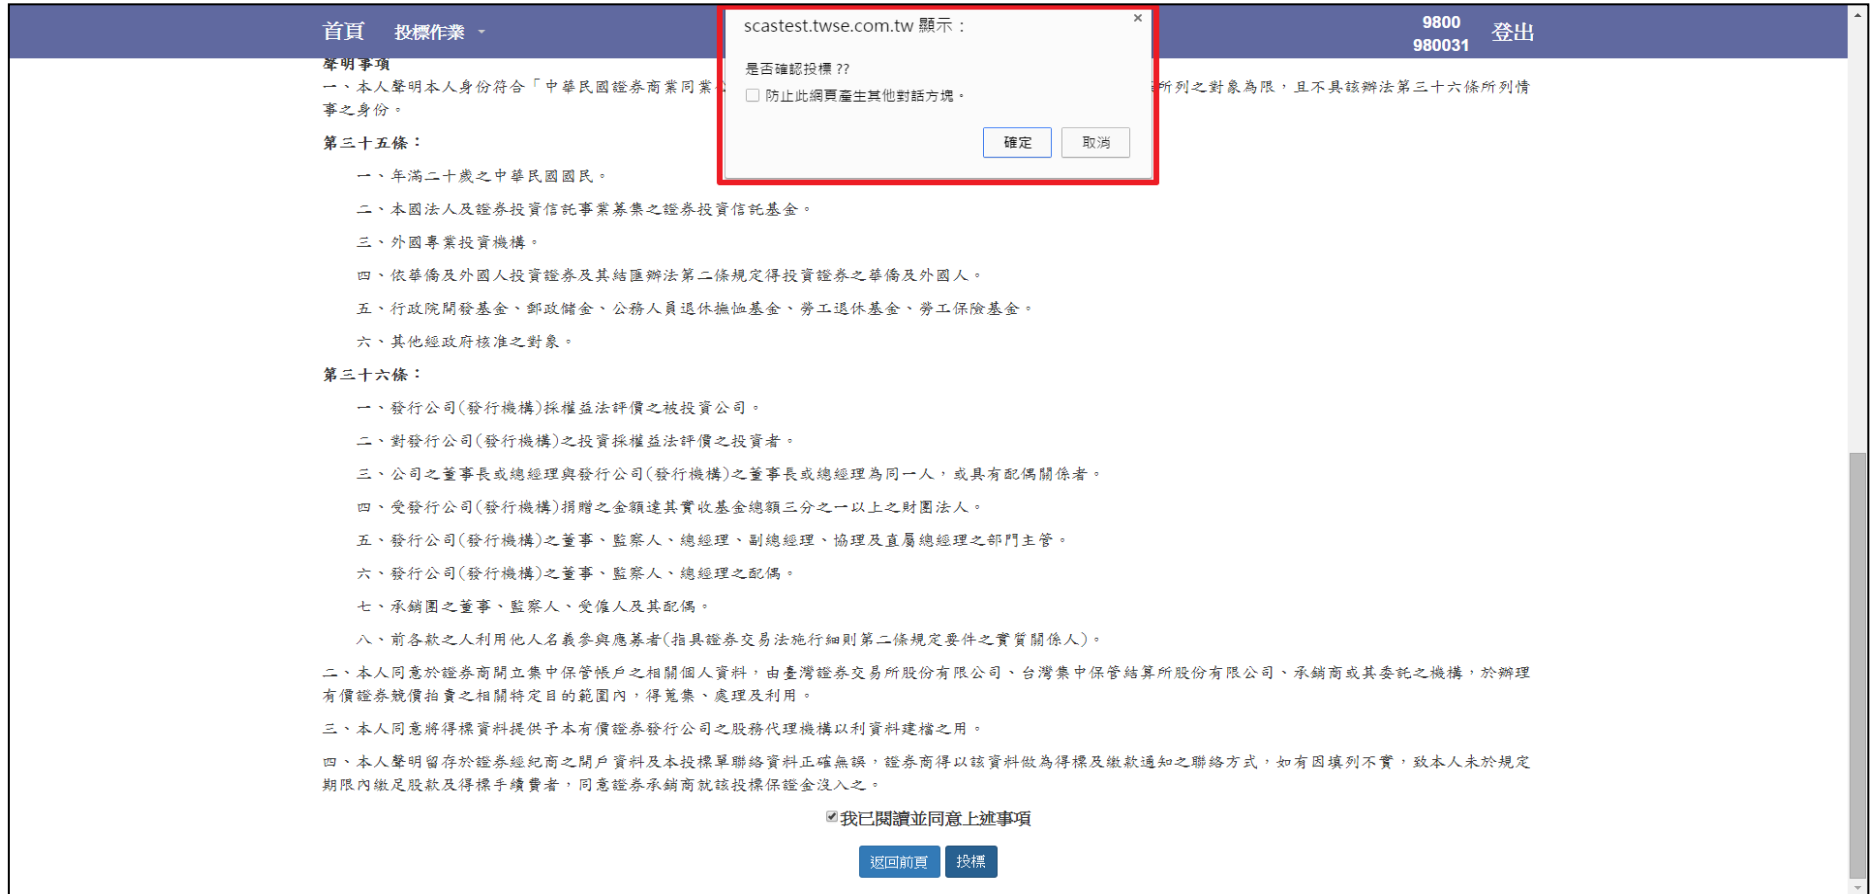 首頁 投標作業
scastest.twse.com.tw 顯示：
×
9800
980031
登出
是否確認投標 ??
防止此網頁產生其他對話方塊。
確定 取消
聲明事項
一、本人聲明本人身份符合「中華民國證券商業同業 所列之對象為限，且不具該辦法第三十六條所列情
事之身份。
第三十五條：
一、年滿二十歲之中華民國國民。
二、本國法人及證券投資信託事業募集之證券投資信託基金。
三、外國專業投資機構。
四、依華僑及外國人投資證券及其結匯辦法第二條規定得投資證券之華僑及外國人。
五、行政院開發基金、郵政儲金、公務人員退休撫恤基金、勞工退休基金、勞工保險基金。
六、其他經政府核准之對象。
第三十六條：
一、發行公司(發行機構)採權益法評價之被投資公司。
二、對發行公司(發行機構)之投資採權益法評價之投資者。
三、公司之董事長或總經理與發行公司(發行機構)之董事長或總經理為同一人，或具有配偶關係者。
四、受發行公司(發行機構)捐贈之金額達其實收基金總額三分之一以上之財團法人。
五、發行公司(發行機構)之董事、監察人、總經理、副總經理、協理及直屬總經理之部門主管。
六、發行公司(發行機構)之董事、監察人、總經理之配偶。
七、承銷團之董事、監察人、受僱人及其配偶。
八、前各款之人利用他人名義參與應募者(指具證券交易法施行細則第二條規定要件之實質關係人)。
二、本人同意於證券商開立集中保管帳戶之相關個人資料，由臺灣證券交易所股份有限公司、台灣集中保管結算所股份有限公司、承銷商或其委託之機構，於辦理
有價證券競價拍賣之相關特定目的範圍內，得蒐集、處理及利用。
三、本人同意將得標資料提供予本有價證券發行公司之股務代理機構以利資料建檔之用。
四、本人聲明留存於證券經紀商之開戶資料及本投標單聯絡資料正確無誤，證券商得以該資料做為得標及繳款通知之聯絡方式，如有因填列不實，致本人未於規定
期限內繳足股款及得標手續費者，同意證券承銷商就該投標保證金沒入之。
我已閱讀並同意上述事項
返回前頁 投標